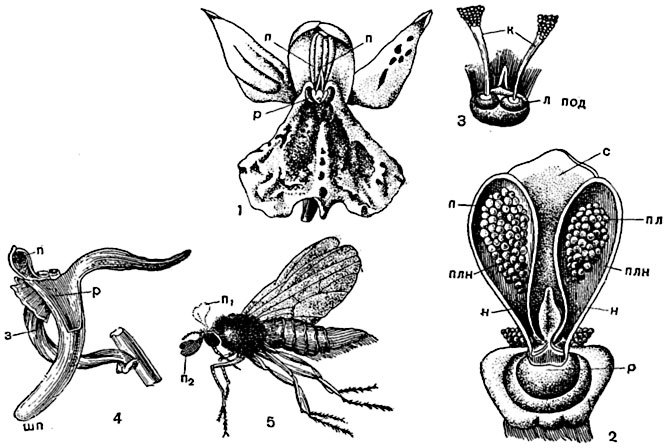 п п
р
1
к
л под
3
с
п
пл
плн
плн
н
н
р
2
п
р
з
шп
4
п₁
п₂
5